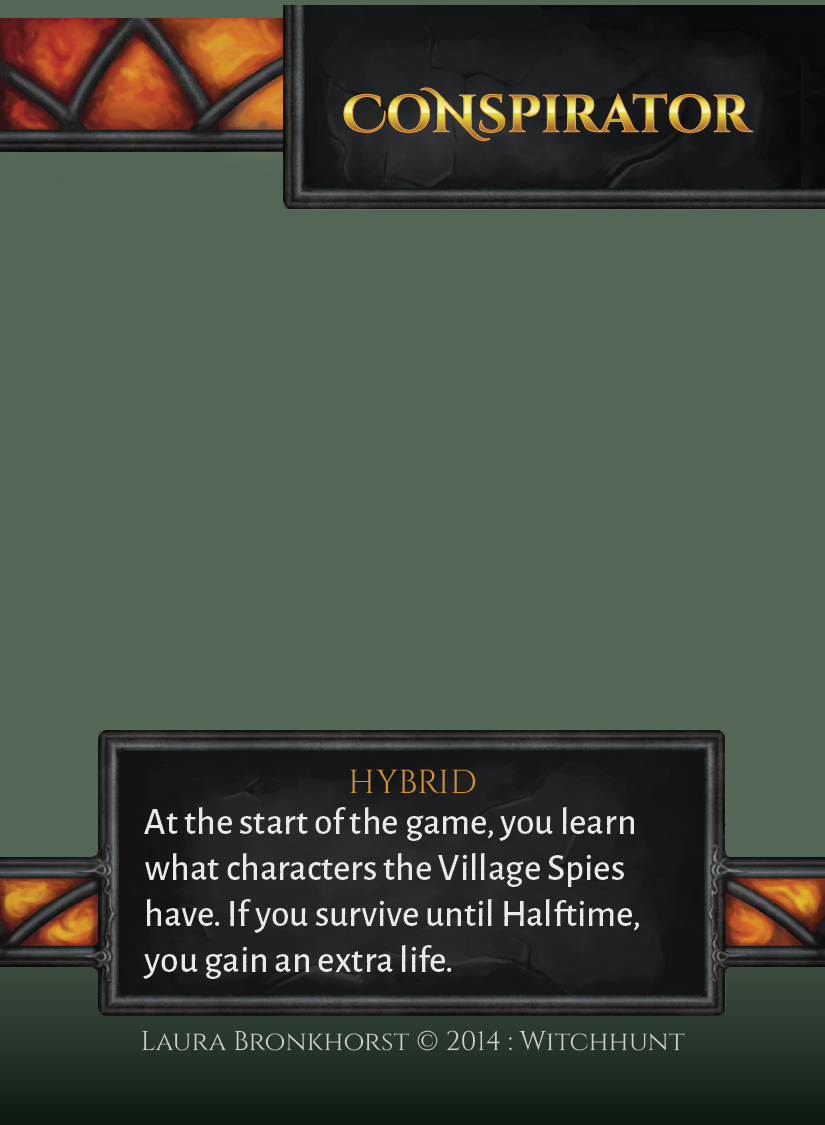 CONSPIRATOR
HYBRID
At the start of the game, you learn
what characters the Village Spies
have. If you survive until Halftime,
you gain an extra life.
Laura Bronkhorst © 2014 : Witchhunt